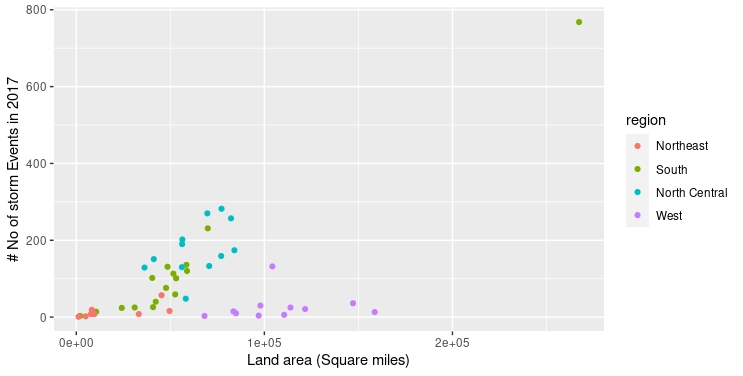 800
600
400
200
0
# No of storm Events in 2017
0e+00
1e+05
2e+05
Land area (Square miles)
region
Northeast
South
North Central
West